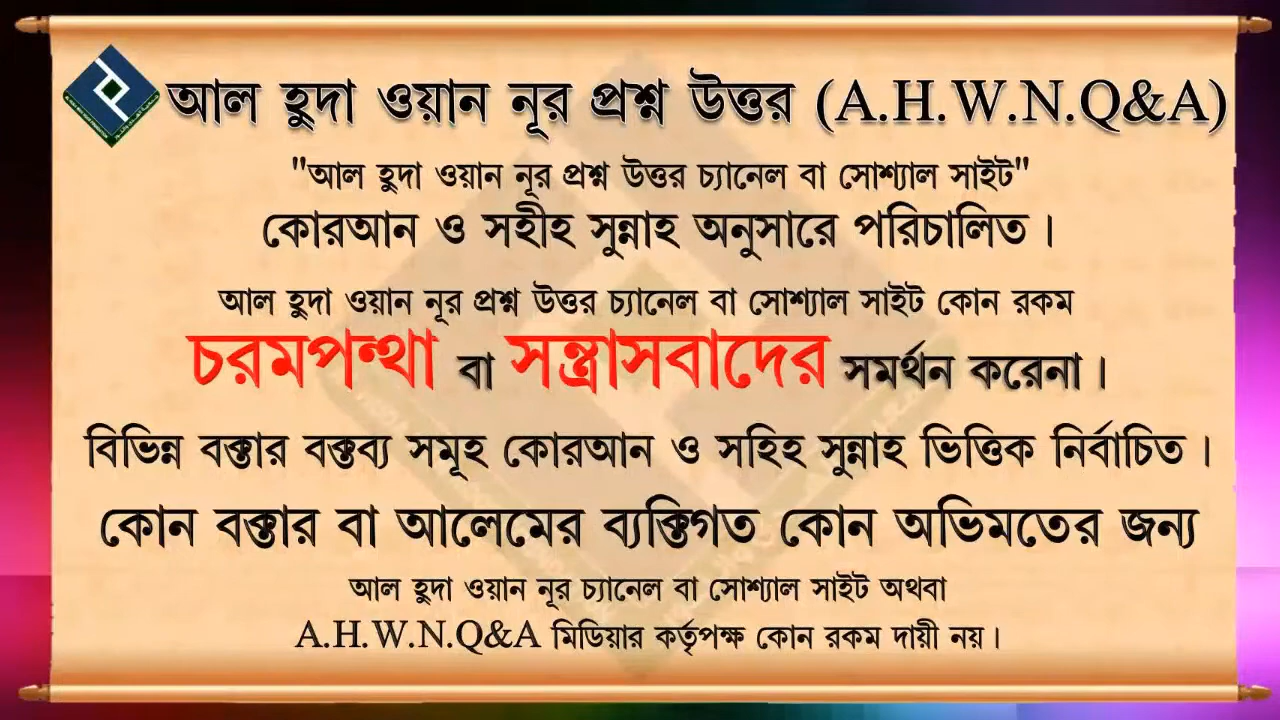 আল হুদা ওয়ান নূর প্রশ্ন উত্তর (A.H.W.N.Q&A)
"আল হুদা ওয়ান নূর প্রশ্ন উত্তর চ্যানেল বা সোশ্যাল সাইট"
কোরআন ও সহীহ সুন্নাহ অনুসারে পরিচালিত।
আল হুদা ওয়ান নূর প্রশ্ন উত্তর চ্যানেল বা সোশ্যাল সাইট কোন রকম
চরমপন্থা বা সন্ত্রাসবাদের সমর্থন করেনা।
বিভিন্ন বক্তার বক্তব্য সমূহ কোরআন ও সহিহ সুন্নাহ ভিত্তিক নির্বাচিত।
কোন বক্তার বা আলেমের ব্যক্তিগত কোন অভিমতের জন্য
আল হুদা ওয়ান নূর চ্যানেল বা সোশ্যাল সাইট অথবা
A.H.W.N.Q&A মিডিয়ার কর্তৃপক্ষ কোন রকম দায়ী নয়।